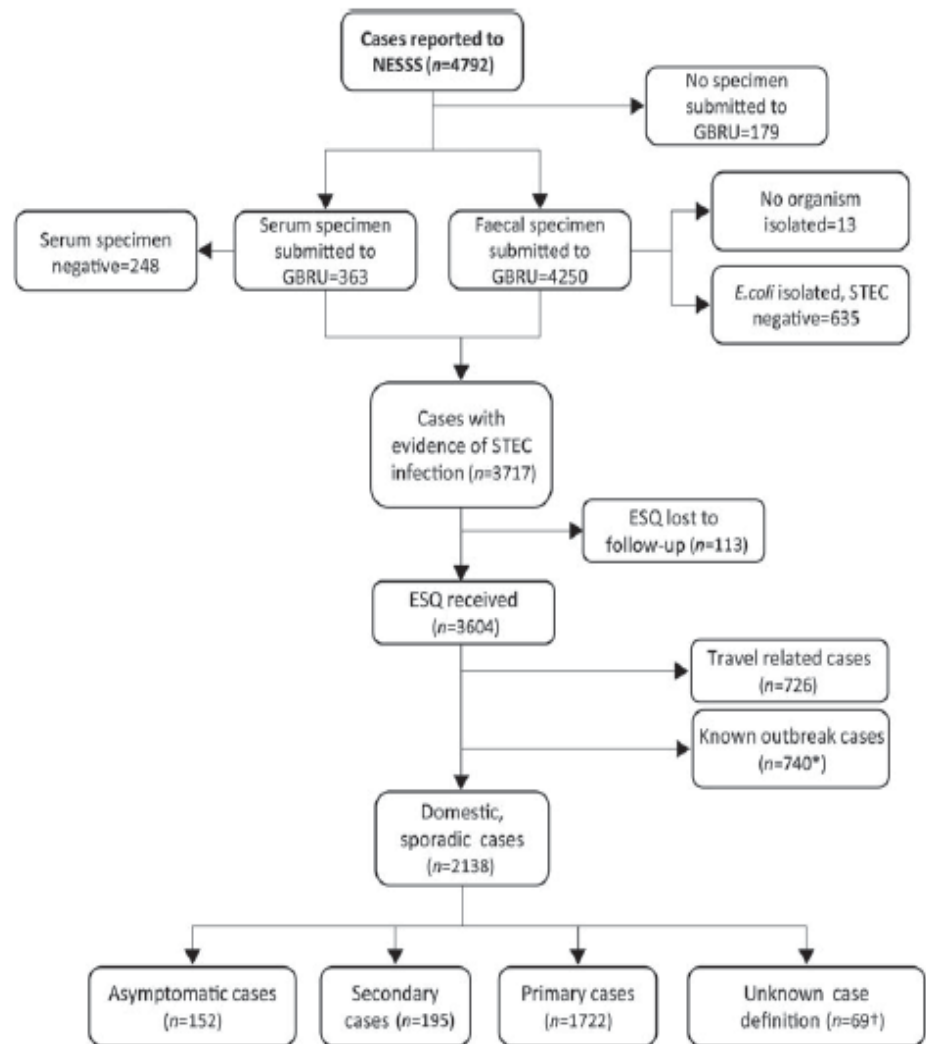 Cases reported to
NESSS (n=4792)
No specimen
submitted to
GBRU=179
Serum specimen
negative=248
Serum specimen
submitted to
GBRU=363
Faecal specimen
submitted to
GBRU=4250
No organism
isolated=13
E.coli isolated, STEC
negative=635
Cases with
evidence of STEC
infection (n=3717)
ESQ lost to
follow-up (n=113)
ESQ received
(n=3604)
Travel related cases
(n=726)
Known outbreak cases
(n=740*)
Domestic,
sporadic cases
(n=2138)
Asymptomatic cases
(n=152)
Secondary
cases (n=195)
Primary cases
(n=1722)
Unknown case
definition (n=69†)